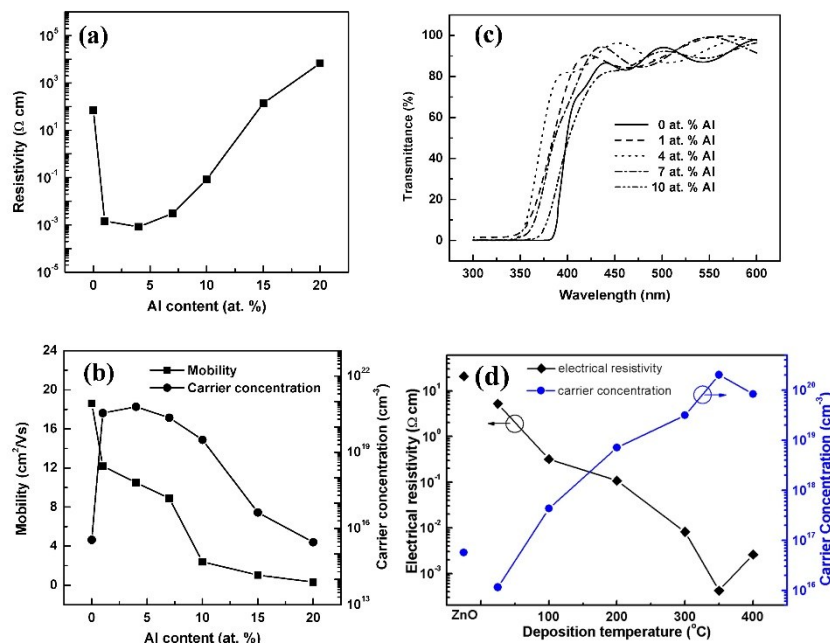 (a)
10^5
10^3
10^1
10^-1
10^-3
10^-5
Resistivity (Ω cm)
0 5 10 15 20
Al content (at. %)
(c)
100
80
60
40
20
0
Transmittance (%)
0 at. % Al
1 at. % Al
4 at. % Al
7 at. % Al
10 at. % Al
300 350 400 450 500 550 600
Wavelength (nm)
(b)
24
20
16
12
8
4
0
Mobility (cm²/Vs)
Mobility
Carrier concentration
10^22
10^19
10^16
10^13
Carrier concentration (cm^-3)
0 5 10 15 20
Al content (at. %)
(d)
10^1
10^0
10^-1
10^-2
10^-3
Electrical resistivity (Ω cm)
electrical resistivity
carrier concentration
10^20
10^19
10^18
10^17
10^16
Carrier Concentration (cm^-3)
ZnO 100 200 300 400
Deposition temperature (°C)